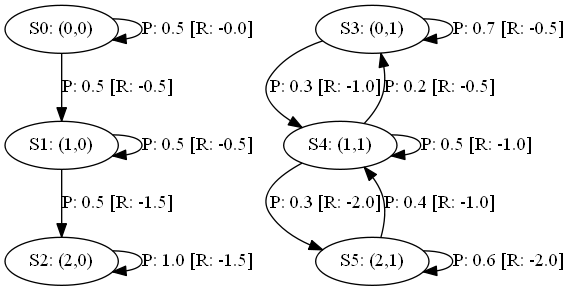 S0: (0,0)
P: 0.5 [R: -0.0)
S3: (0,1)
P: 0.7 [R: -0.5)
P: 0.5 [R: -0.5)
P: 0.3 [R: -1.0)
P: 0.2 [R: -0.5)
S1: (1,0)
P: 0.5 [R: -0.5)
S4: (1,1)
P: 0.5 [R: -1.0)
P: 0.5 [R: -1.5)
P: 0.3 [R: -2.0)
P: 0.4 [R: -1.0)
S2: (2,0)
P: 1.0 [R: -1.5)
S5: (2,1)
P: 0.6 [R: -2.0)